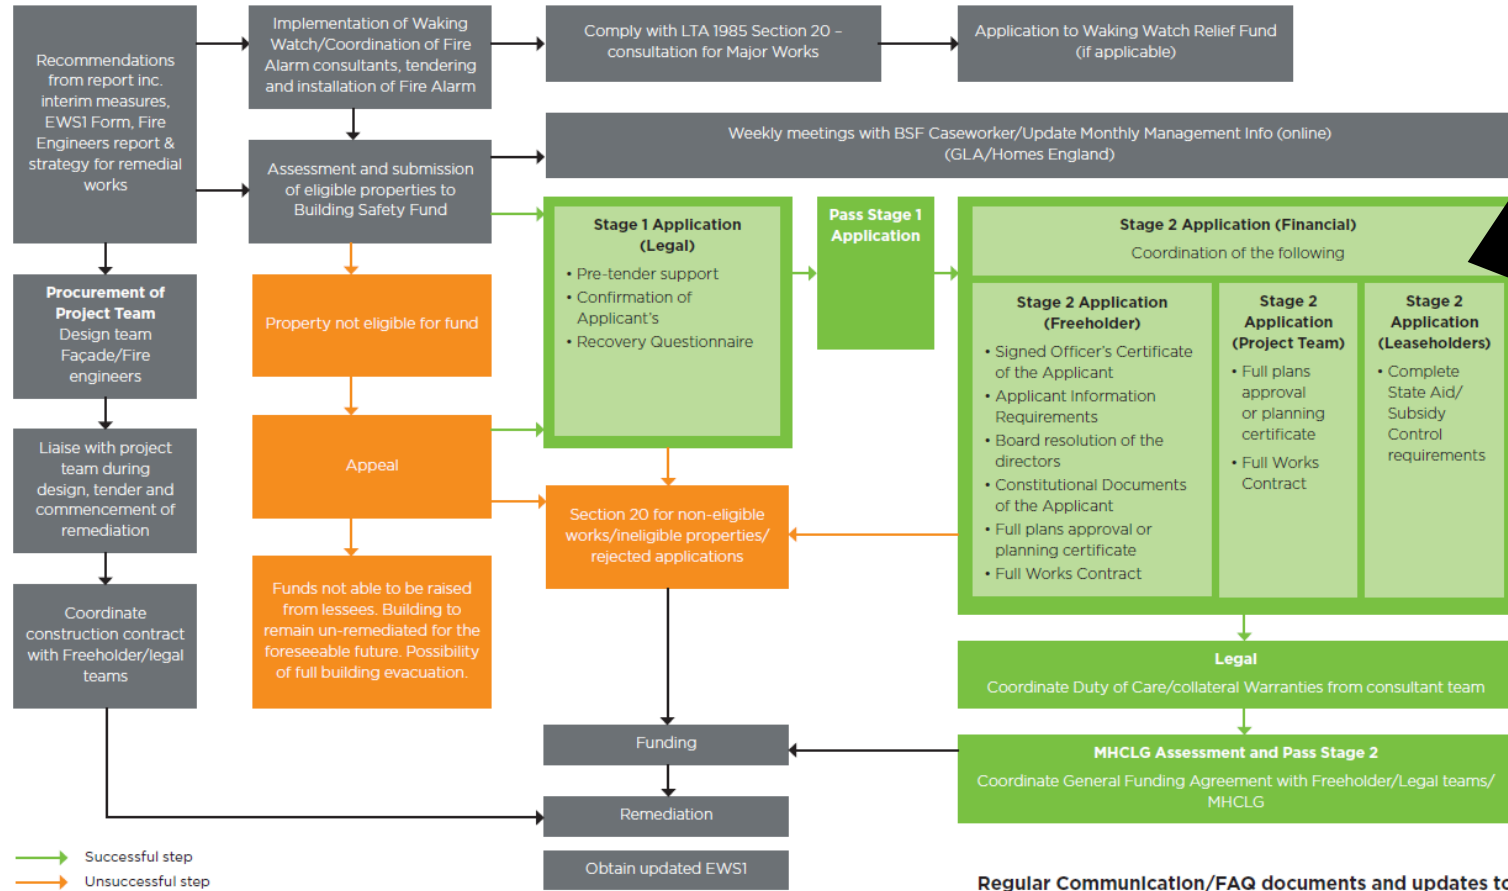 Recommendations
from report inc.
interim measures,
EWS1 Form, Fire
Engineers report &
strategy for remedial
works
Implementation of Waking
Watch/Coordination of Fire
Alarm consultants, tendering
and installation of Fire Alarm
Comply with LTA 1985 Section 20 –
consultation for Major Works
Application to Waking Watch Relief Fund
(if applicable)
Weekly meetings with BSF Caseworker/Update Monthly Management Info (online)
(GLA/Homes England)
Assessment and submission
of eligible properties to
Building Safety Fund
Stage 1 Application
(Legal)
• Pre-tender support
• Confirmation of
Applicant's
• Recovery Questionnaire
Pass Stage 1
Application
Stage 2 Application (Financial)
Coordination of the following
Stage 2 Application
(Freeholder)
• Signed Officer's Certificate
of the Applicant
• Applicant Information
Requirements
• Board resolution of the
directors
• Constitutional Documents
of the Applicant
• Full plans approval or
planning certificate
• Full Works Contract
Stage 2
Application
(Project Team)
• Full plans
approval
or planning
certificate
• Full Works
Contract
Stage 2
Application
(Leaseholders)
• Complete
State Aid/
Subsidy
Control
requirements
Procurement of
Project Team
Design team
Façade/Fire
engineers
Property not eligible for fund
Liaise with project
team during
design, tender and
commencement of
remediation
Appeal
Section 20 for non-eligible
works/ineligible properties/
rejected applications
Coordinate
construction contract
with Freeholder/legal
teams
Funds not able to be raised
from lessees. Building to
remain un-remediated for the
foreseeable future. Possibility
of full building evacuation.
Legal
Coordinate Duty of Care/collateral Warranties from consultant team
Funding
MHCLG Assessment and Pass Stage 2
Coordinate General Funding Agreement with Freeholder/Legal teams/
MHCLG
Remediation
Obtain updated EWS1
Successful step
Unsuccessful step
Regular Communication/FAQ documents and updates to